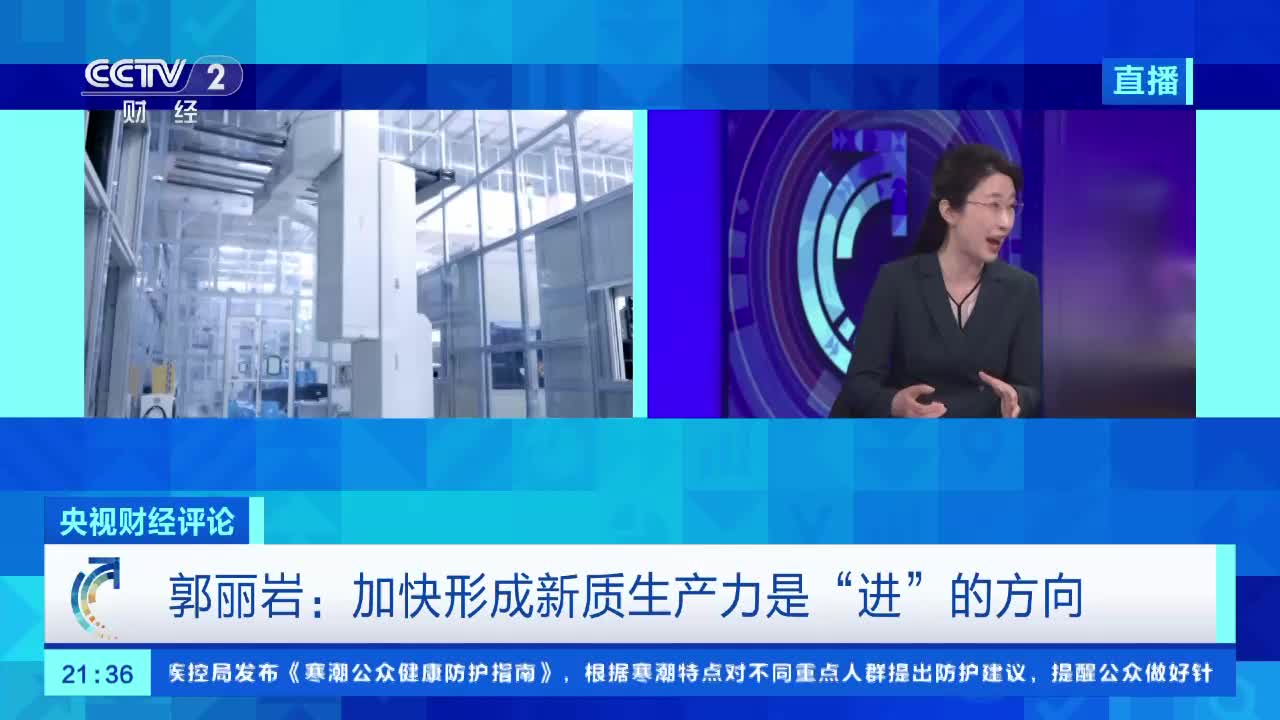 CCTV 2
财 经
直播
央视财经评论
郭丽岩：加快形成新质生产力是“进”的方向
21:36
疾控局发布《寒潮公众健康防护指南》，根据寒潮特点对不同重点人群提出防护建议，提醒公众做好针